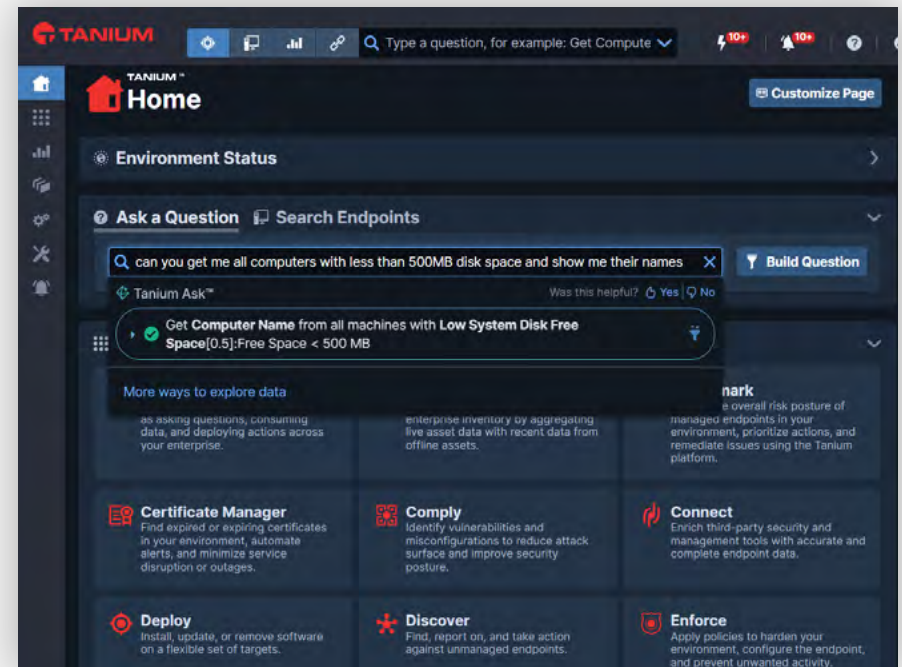 TANIUM
Type a question, for example: Get Compute
10+
10+
TANIUM™
Home
Customize Page
Environment Status
Ask a Question
Search Endpoints
can you get me all computers with less than 500MB disk space and show me their names
Build Question
Tanium Ask™
Was this helpful? Yes No
Get Computer Name from all machines with Low System Disk Free
Space[0.5]:Free Space < 500 MB
More ways to explore data
as asking questions, consuming
data, and deploying actions across
your enterprise.
enterprise inventory by aggregating
live asset data with recent data from
offline assets.
mark
overall risk posture of
managed endpoints in your
environment, prioritize actions, and
remediate issues using the Tanium
platform.
Certificate Manager
Find expired or expiring certificates
in your environment, automate
alerts, and minimize service
disruption or outages.
Comply
Identify vulnerabilities and
misconfigurations to reduce attack
surface and improve security
posture.
Connect
Enrich third-party security and
management tools with accurate and
complete endpoint data.
Deploy
Install, update, or remove software
on a flexible set of targets.
Discover
Find, report on, and take action
against unmanaged endpoints.
Enforce
Apply policies to harden your
environment, configure the endpoint,
and prevent unwanted activity.